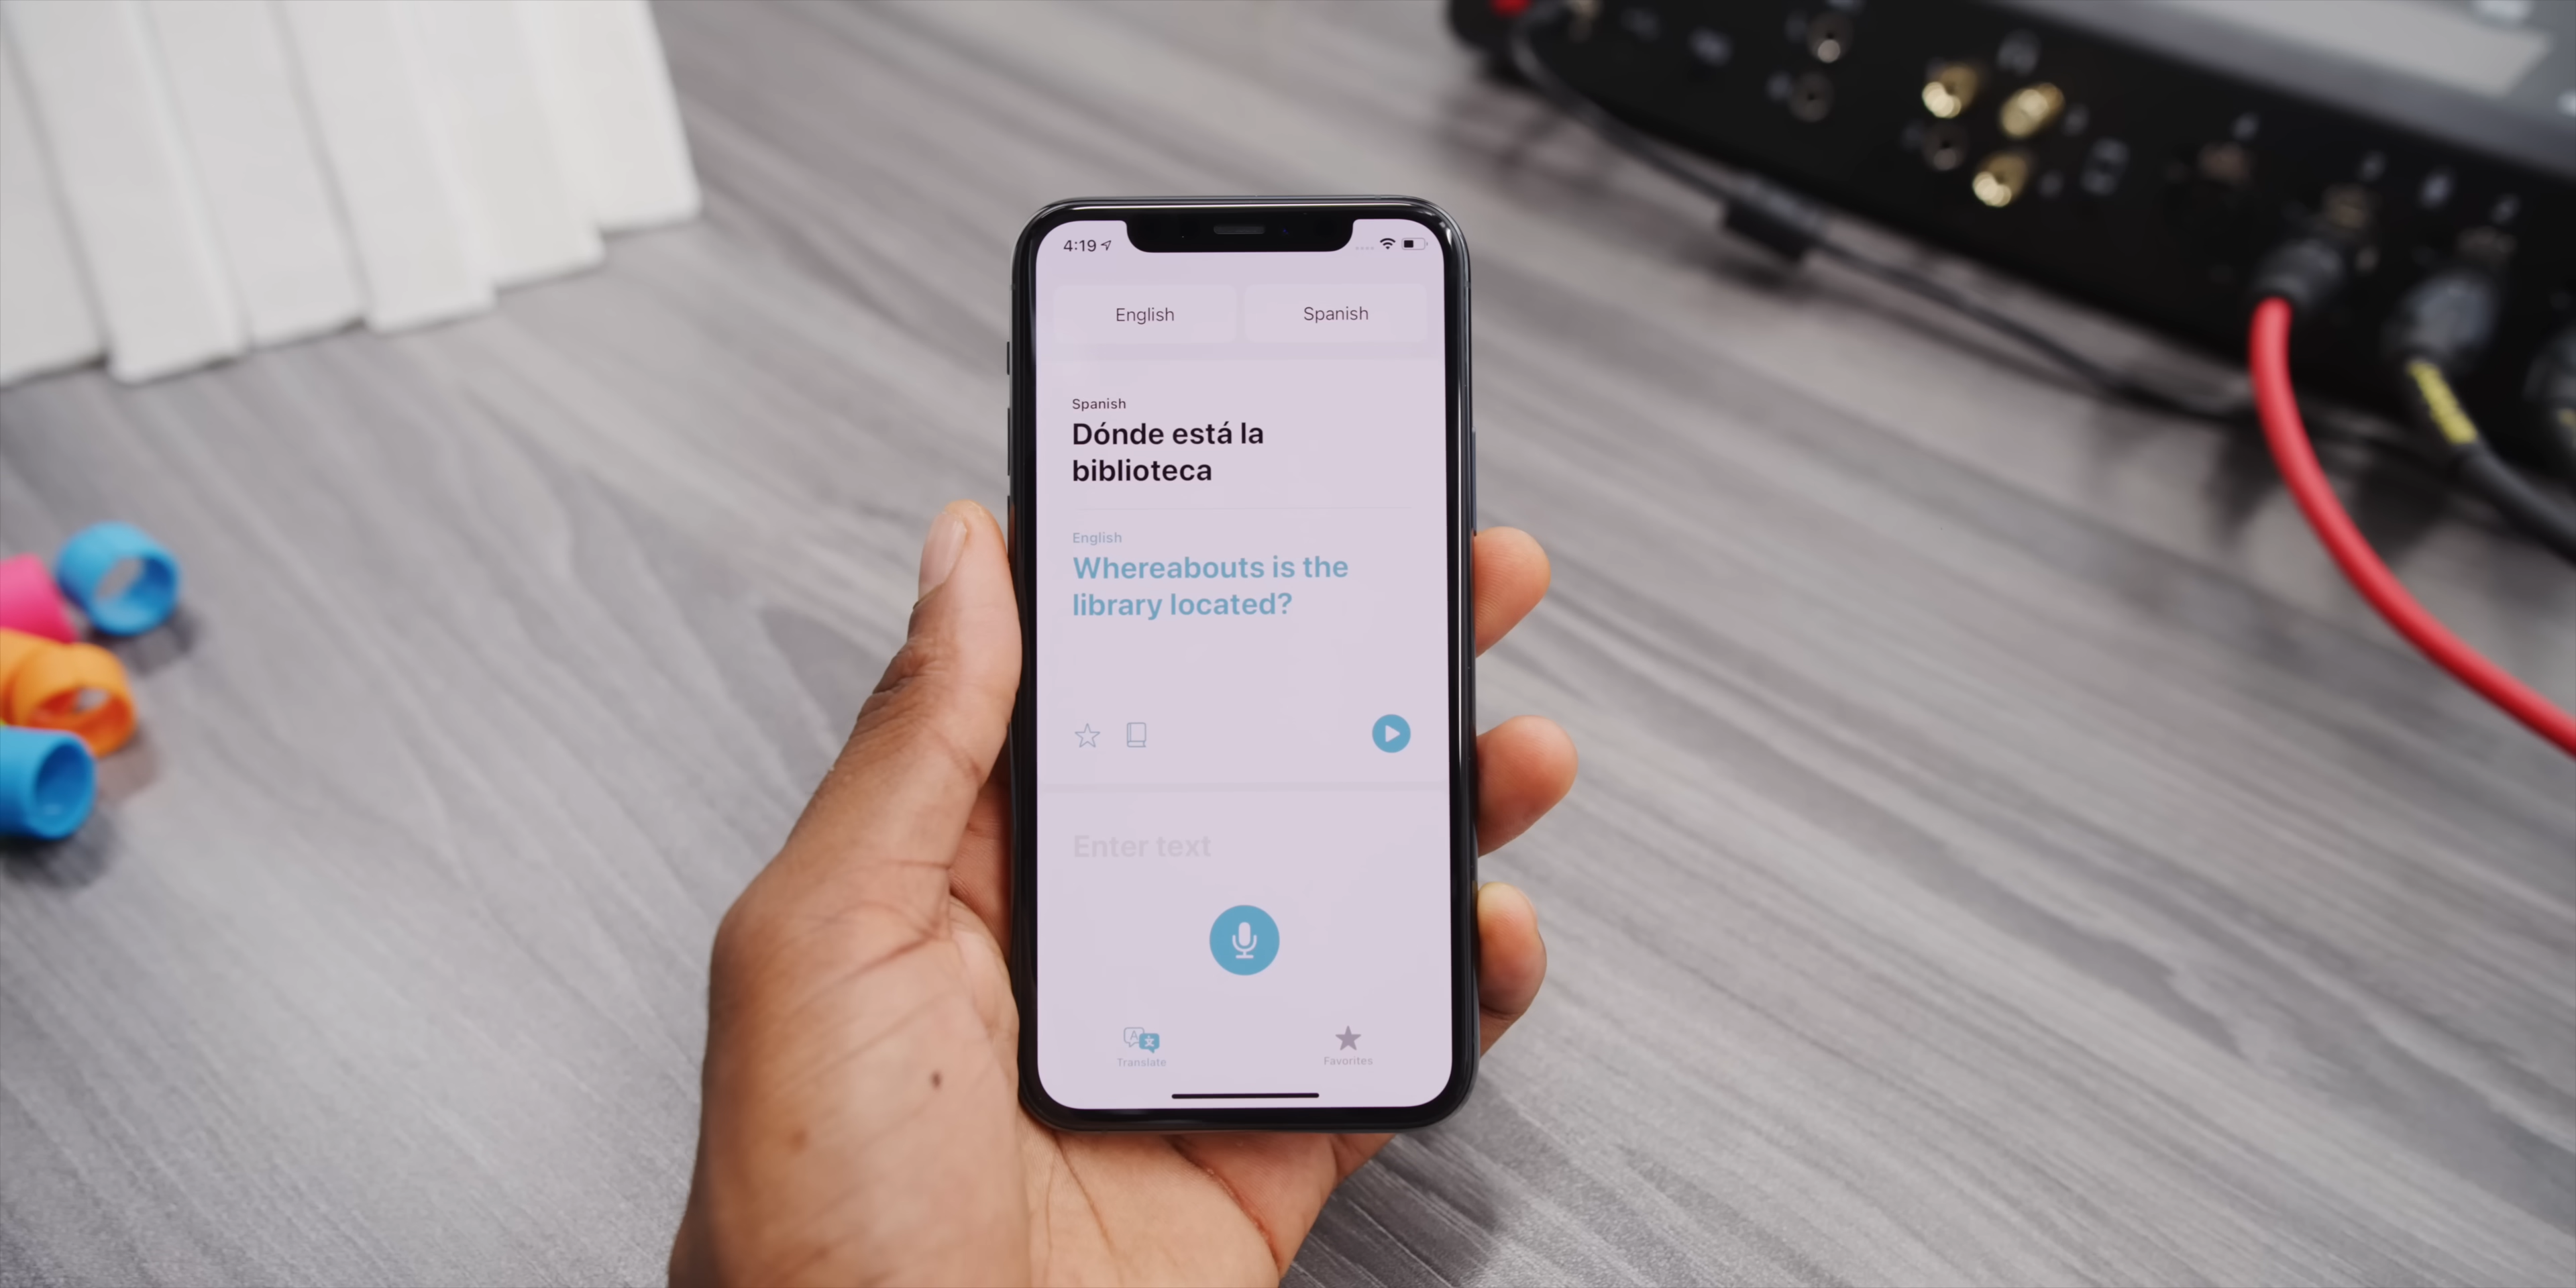 4:19
English
Spanish
Spanish
Dónde está la
biblioteca
English
Whereabouts is the
library located?
Enter text
Translate
Favorites